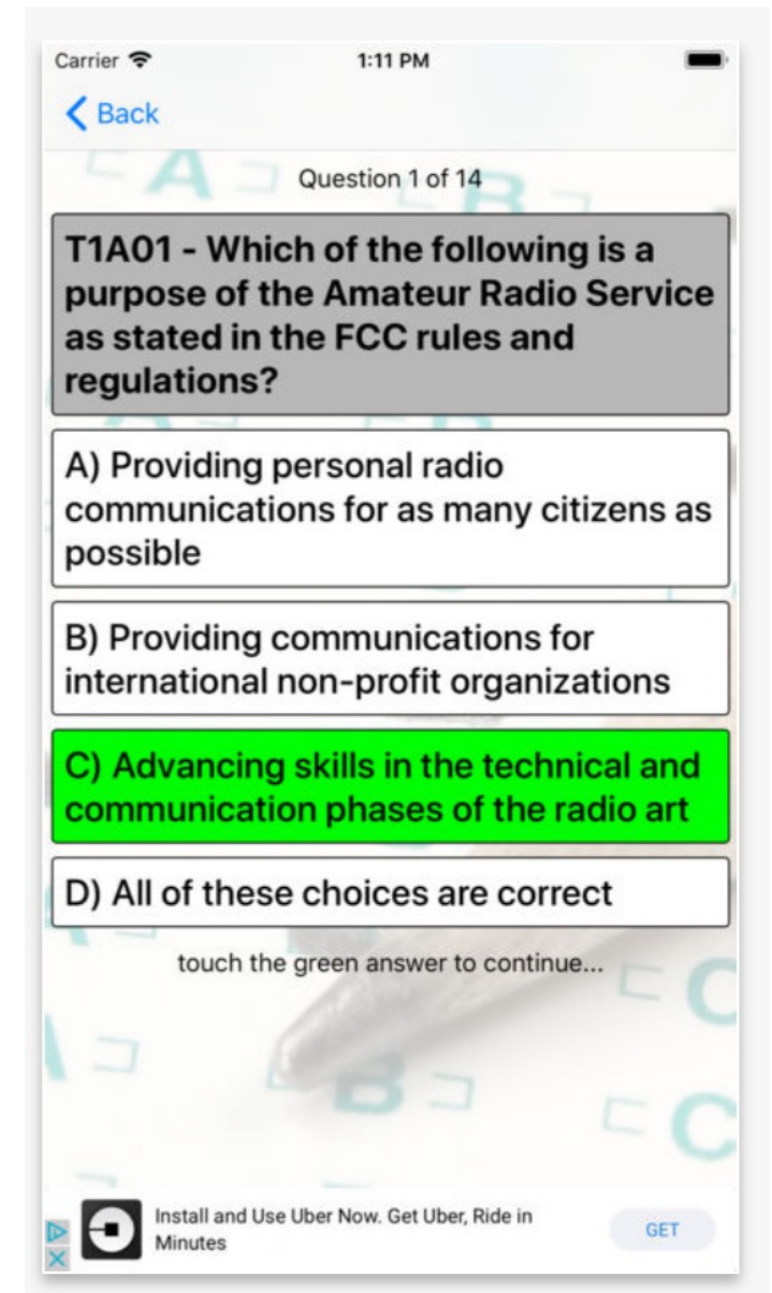 Carrier 1:11 PM
Back
Question 1 of 14
T1A01 - Which of the following is a
purpose of the Amateur Radio Service
as stated in the FCC rules and
regulations?
A) Providing personal radio
communications for as many citizens as
possible
B) Providing communications for
international non-profit organizations
C) Advancing skills in the technical and
communication phases of the radio art
D) All of these choices are correct
touch the green answer to continue...
Install and Use Uber Now. Get Uber, Ride in
Minutes
GET